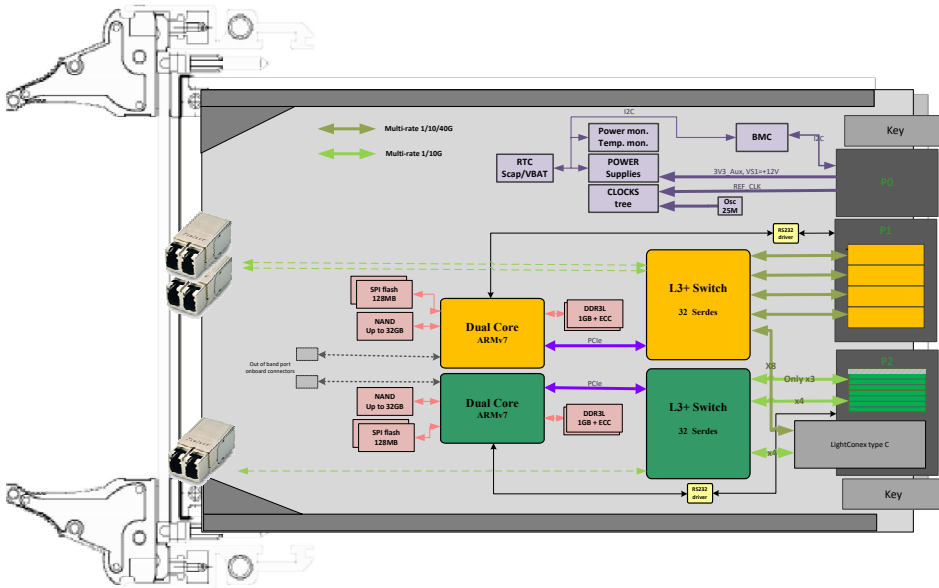 Multi-rate 1/10/40G
Multi-rate 1/10G
I2C
Power mon.
Temp. mon.
BMC
I2C
Key
RTC
Scap/VBAT
POWER
Supplies
3V3_Aux, VS1=+12V
P0
CLOCKS
tree
REF_CLK
Osc
25M
RS232
driver
P1
L3+ Switch
32 Serdes
SPI flash
128MB
NAND
Up to 32GB
Dual Core
ARMv7
DDR3L
1GB + ECC
PCIe
Out of band port
onboard connectors
X8
P2
Only x3
x4
Dual Core
ARMv7
PCIe
L3+ Switch
32 Serdes
NAND
Up to 32GB
SPI flash
128MB
DDR3L
1GB + ECC
x4
LightConex type C
RS232
driver
Key